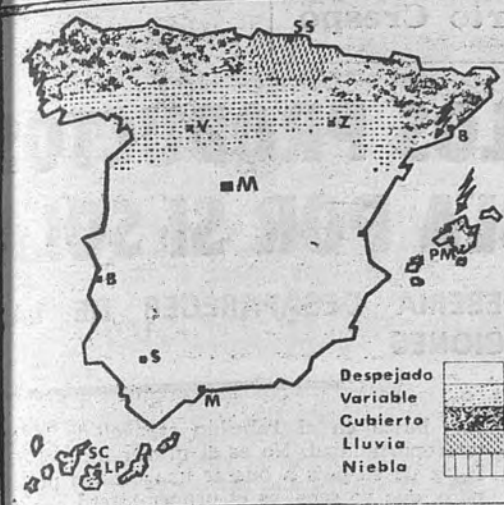 SS
V
Z
B
M
PM
B
S
M
SC
LP
Despejado
Variable
Cubierto
Lluvia
Niebla